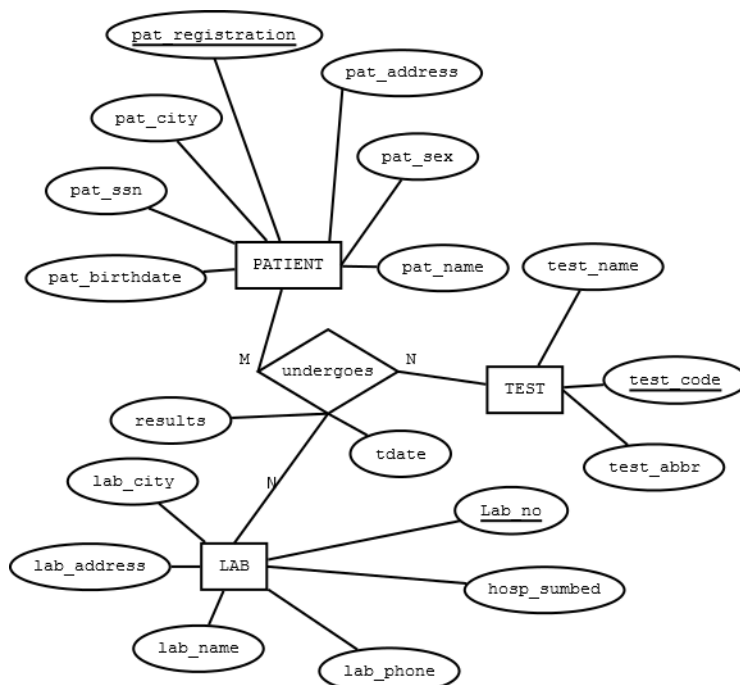 pat_registration
pat_address
pat_city
pat_sex
pat_ssn
PATIENT
pat_birthdate
pat_name
test_name
M
undergoes
N
TEST
test_code
results
tdate
test_abbr
lab_city
N
Lab_no
lab_address
LAB
hosp_sumbed
lab_name
lab_phone